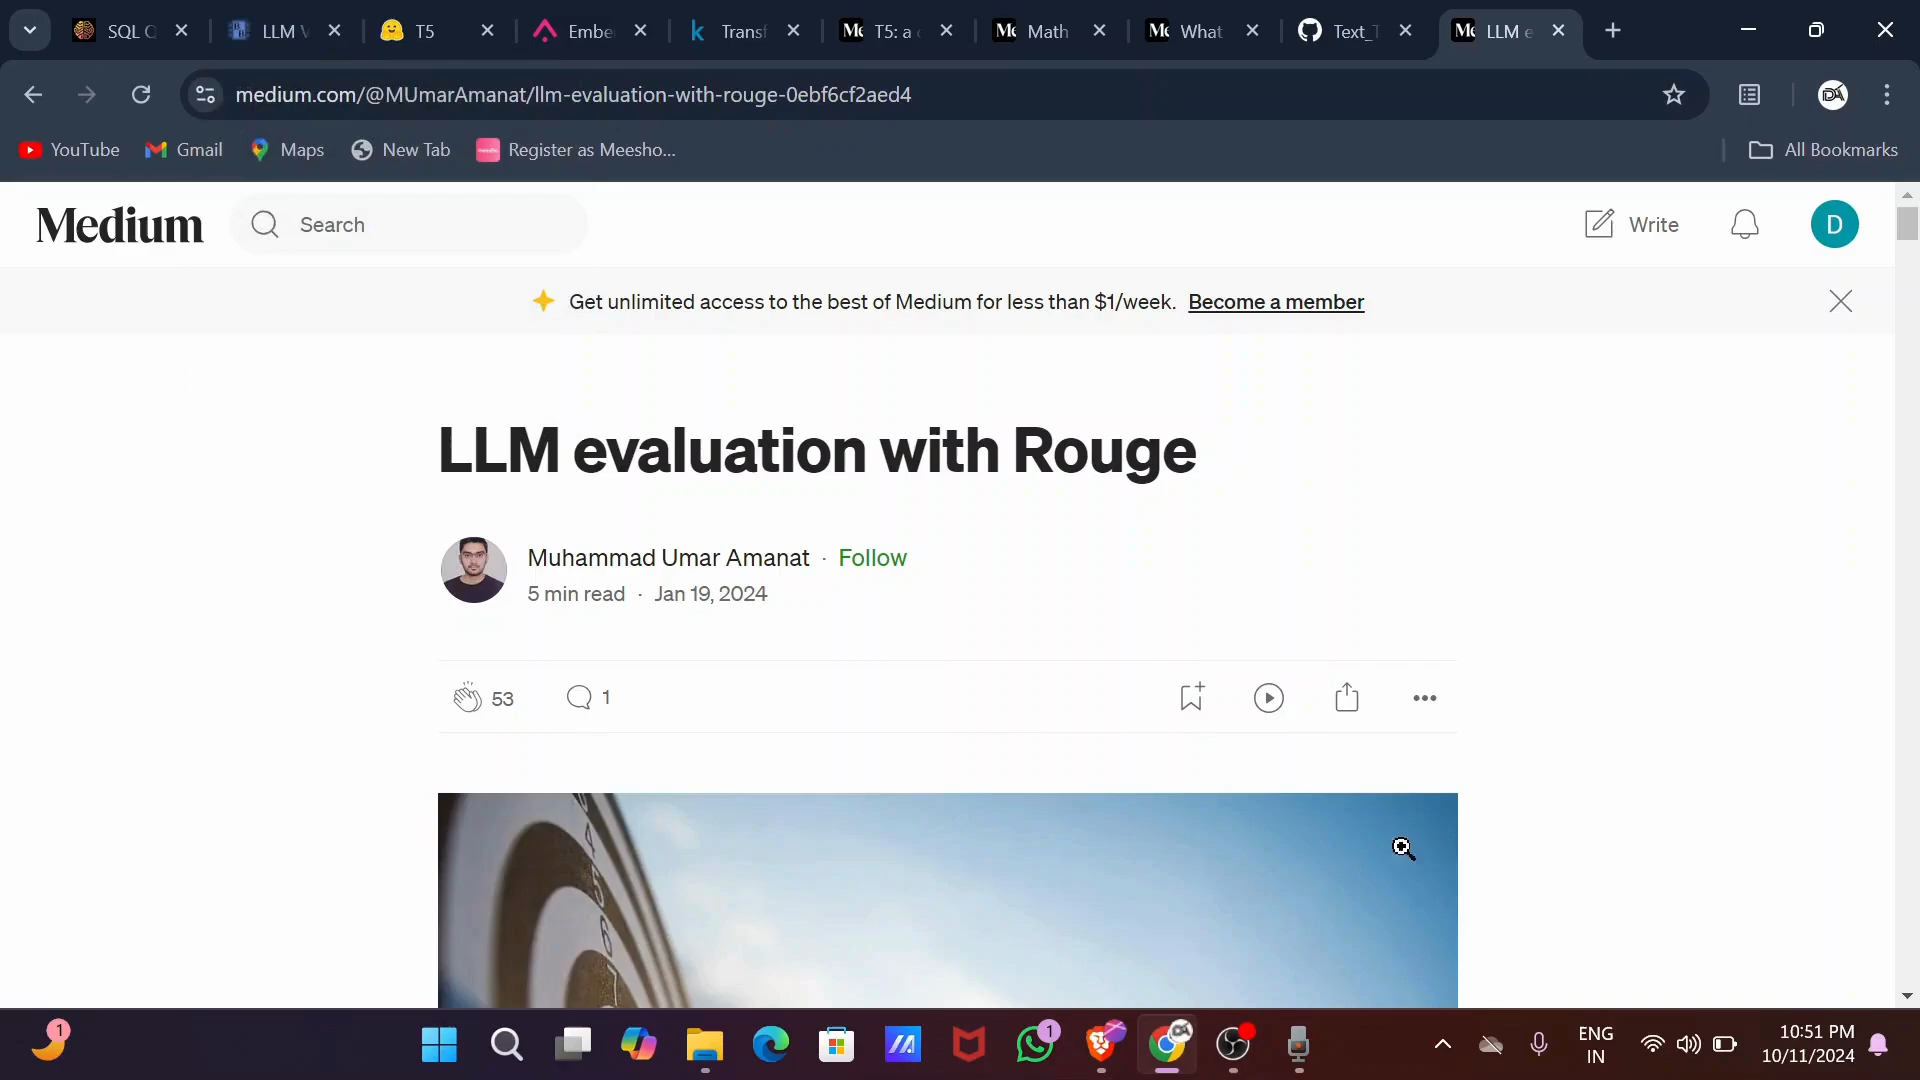 SQL Q
LLM V
T5
Embe
Transf
T5: a c
Math
What
Text_T
LLM e
medium.com/@MUmarAmanat/llm-evaluation-with-rouge-0ebf6cf2aed4
YouTube
Gmail
Maps
New Tab
Register as Meesho...
All Bookmarks
Medium
Search
Write
D
Get unlimited access to the best of Medium for less than $1/week. Become a member
LLM evaluation with Rouge
Muhammad Umar Amanat · Follow
5 min read · Jan 19, 2024
53
1
1
1
ENG
IN
10:51 PM
10/11/2024